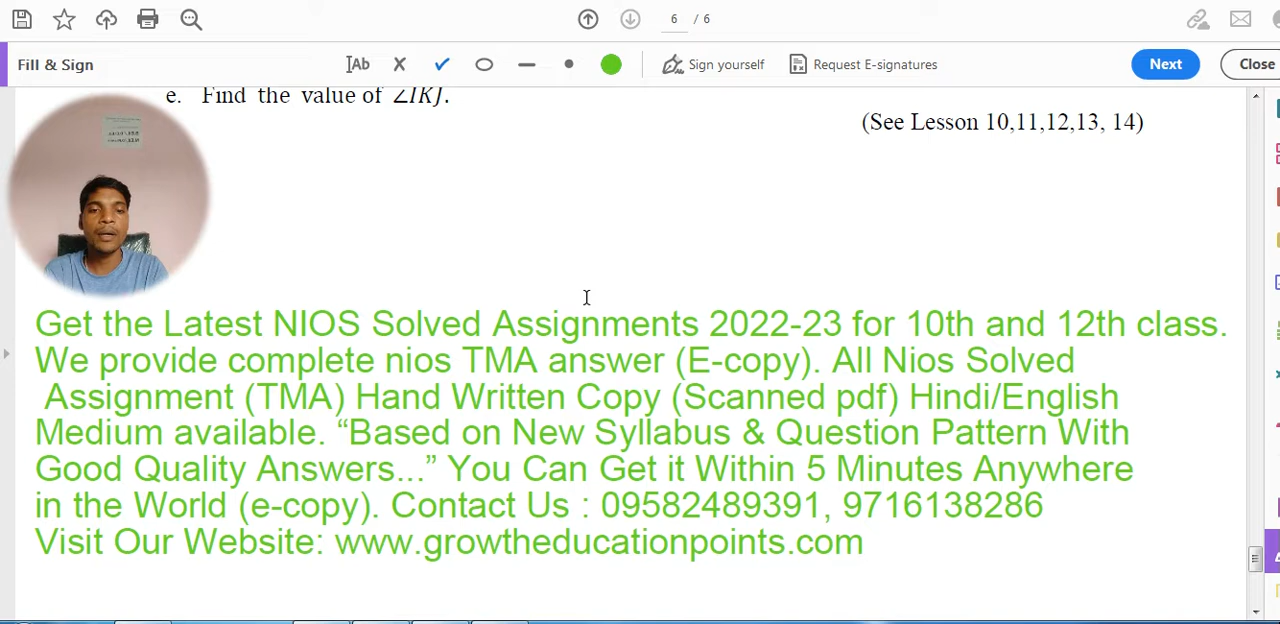 6 / 6
Fill & Sign
Ab
Sign yourself
Request E-signatures
Next
Close
e. Find the value of ∠IKJ.
(See Lesson 10,11,12,13, 14)
Get the Latest NIOS Solved Assignments 2022-23 for 10th and 12th class.
We provide complete nios TMA answer (E-copy). All Nios Solved
Assignment (TMA) Hand Written Copy (Scanned pdf) Hindi/English
Medium available. “Based on New Syllabus & Question Pattern With
Good Quality Answers...” You Can Get it Within 5 Minutes Anywhere
in the World (e-copy). Contact Us : 09582489391, 9716138286
Visit Our Website: www.growtheducationpoints.com